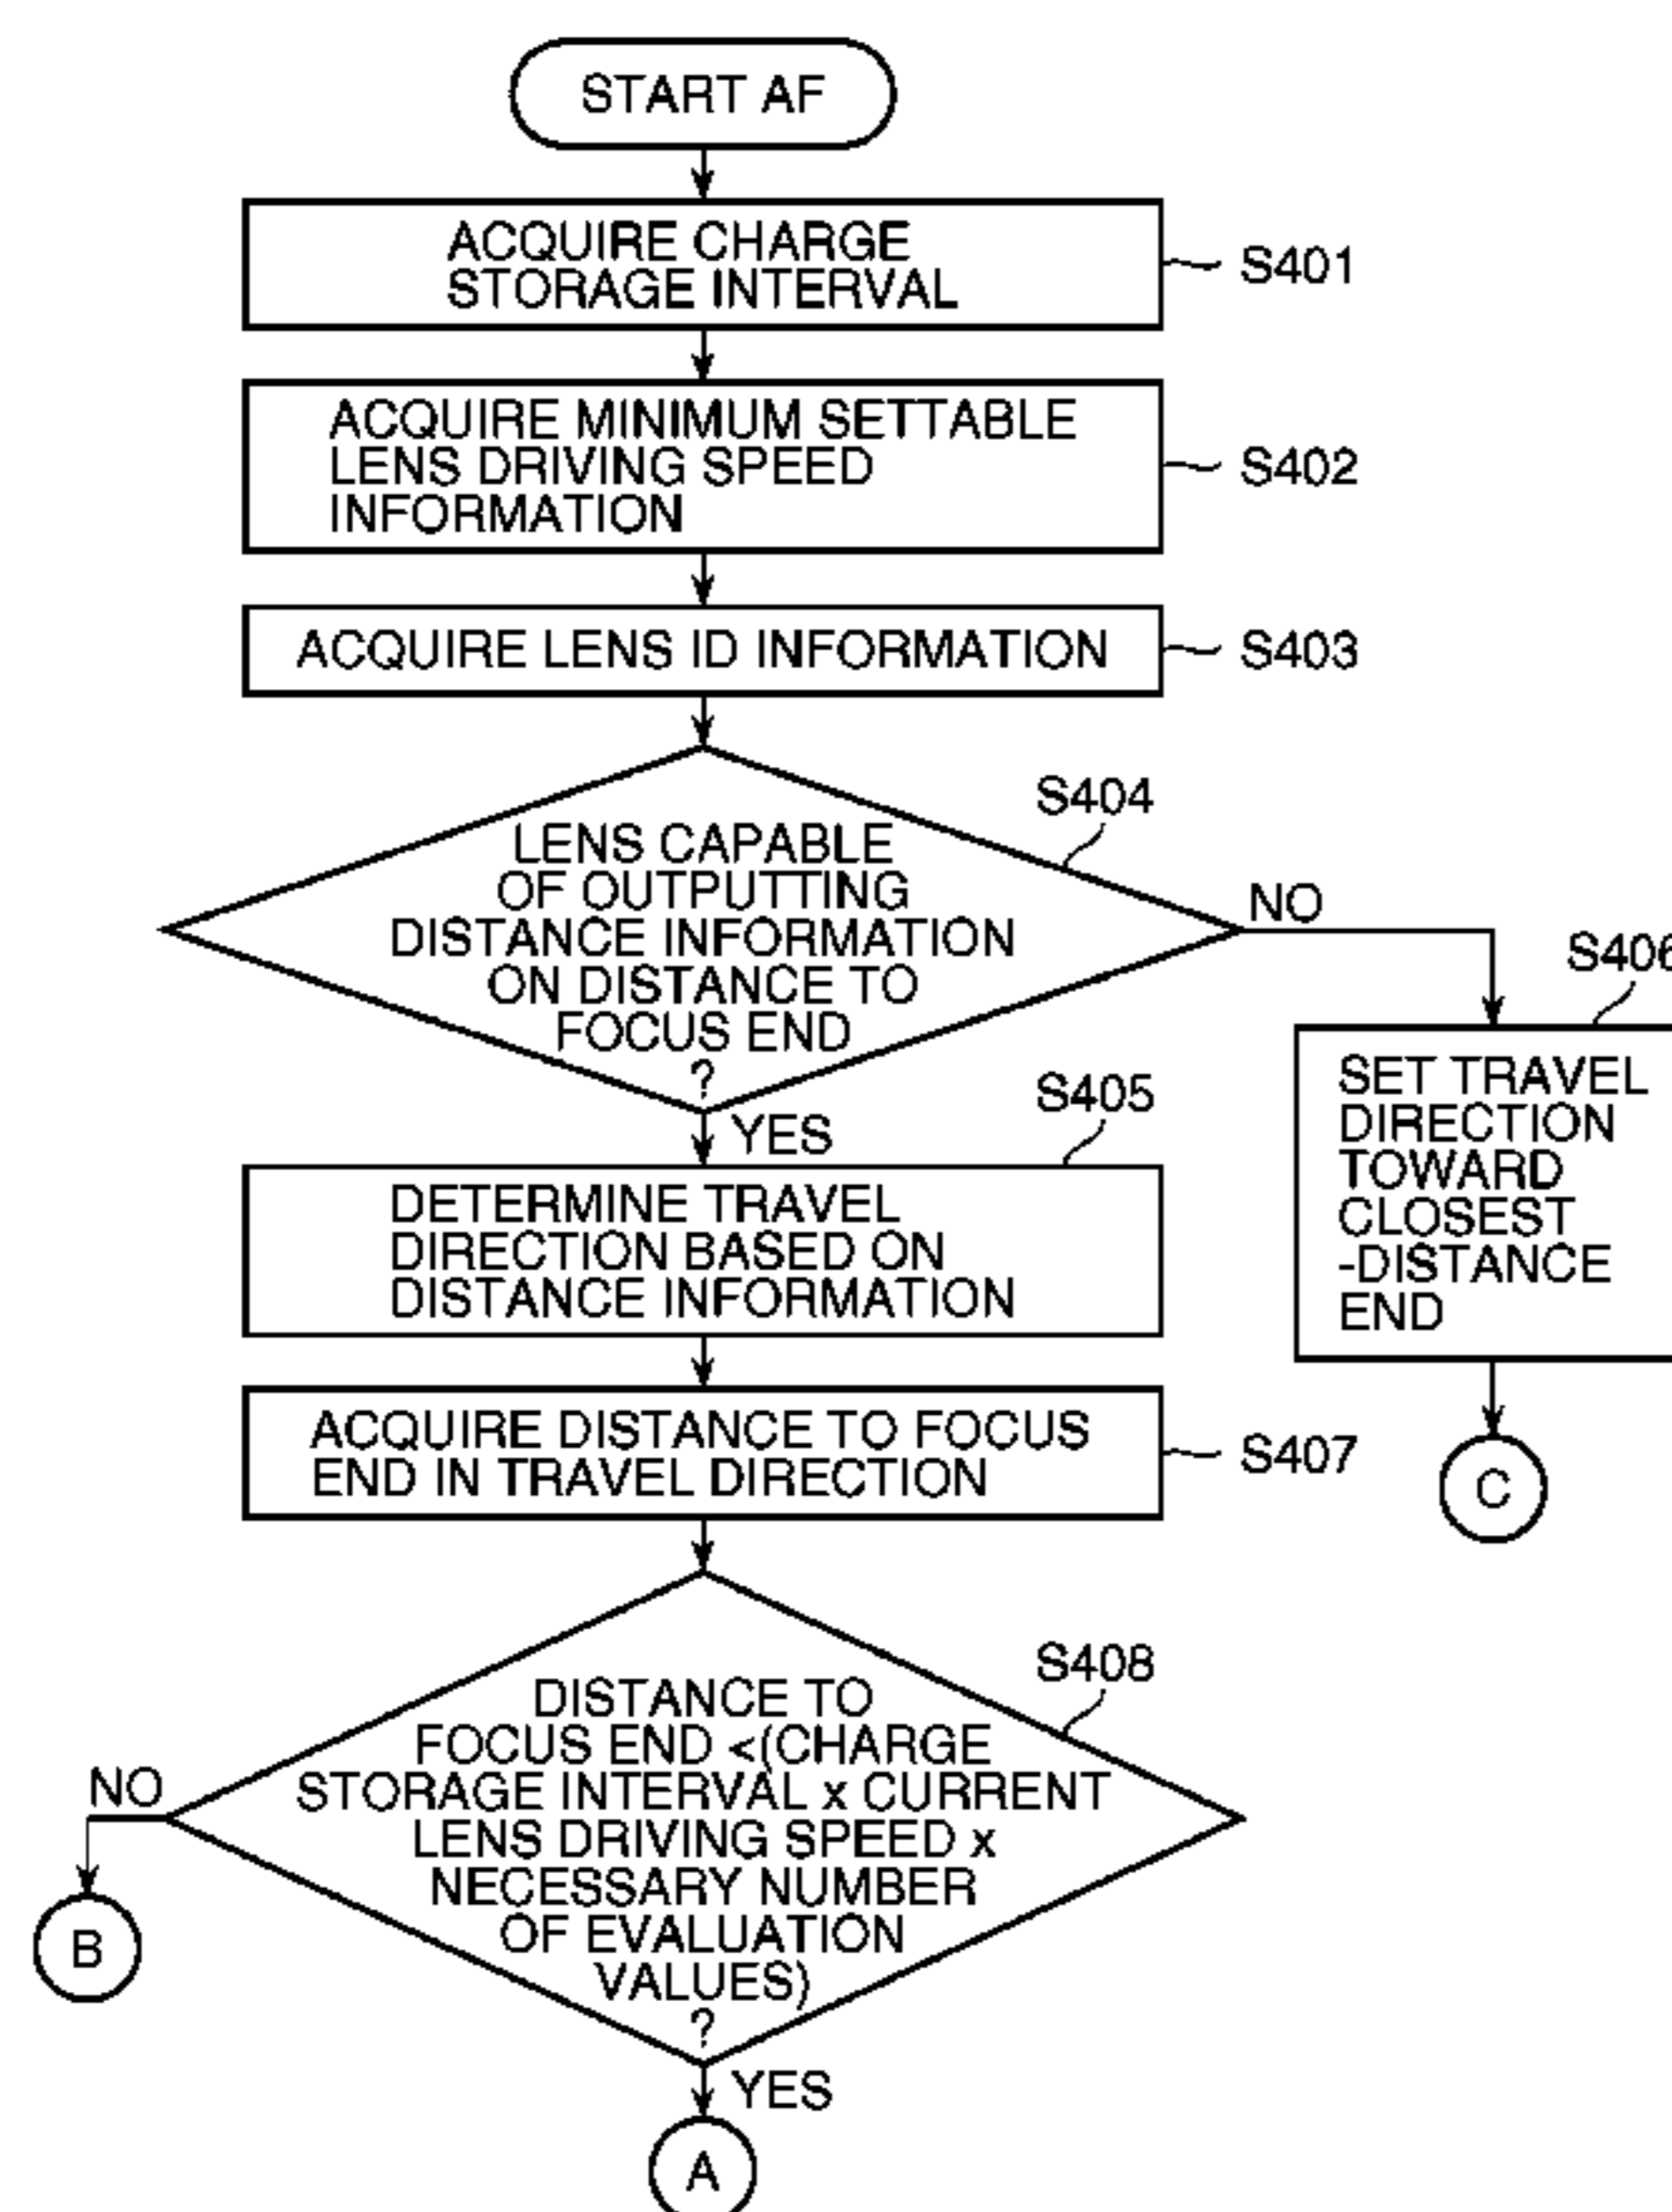 START AF
ACQUIRE CHARGE
STORAGE INTERVAL
S401
ACQUIRE MINIMUM SETTABLE
LENS DRIVING SPEED
INFORMATION
S402
ACQUIRE LENS ID INFORMATION
S403
S404
LENS CAPABLE
OF OUTPUTTING
DISTANCE INFORMATION
ON DISTANCE TO
FOCUS END
?
NO
S406
SET TRAVEL
DIRECTION
TOWARD
CLOSEST
-DISTANCE
END
C
YES
S405
DETERMINE TRAVEL
DIRECTION BASED ON
DISTANCE INFORMATION
ACQUIRE DISTANCE TO FOCUS
END IN TRAVEL DIRECTION
S407
S408
DISTANCE TO
FOCUS END <(CHARGE
STORAGE INTERVAL x CURRENT
LENS DRIVING SPEED x
NECESSARY NUMBER
OF EVALUATION
VALUES)
?
NO
B
YES
A